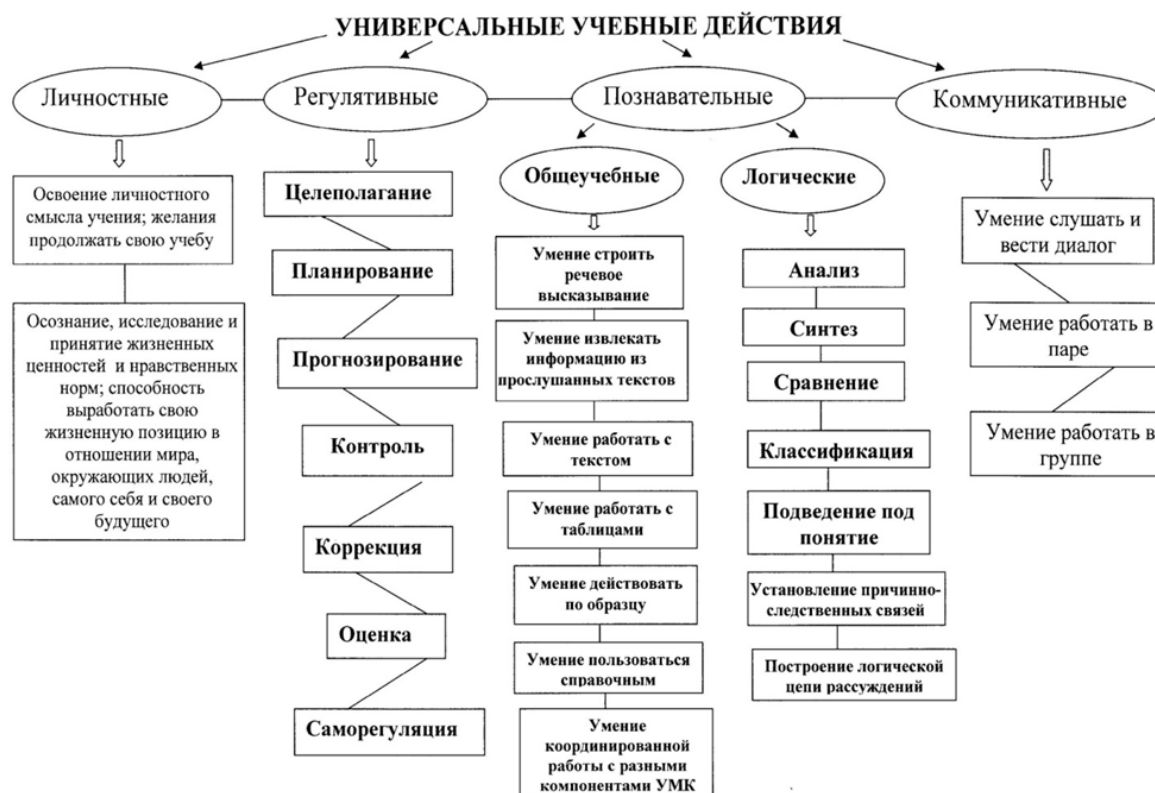 УНИВЕРСАЛЬНЫЕ УЧЕБНЫЕ ДЕЙСТВИЯ
Личностные
Регулятивные
Познавательные
Коммуникативные
Освоение личностного
смысла учения; желания
продолжать свою учебу
Осознание, исследование и
принятие жизненных
ценностей и нравственных
норм; способность
выработать свою
жизненную позицию в
отношении мира,
окружающих людей,
самого себя и своего
будущего
Целеполагание
Планирование
Прогнозирование
Контроль
Коррекция
Оценка
Саморегуляция
Общеучебные
Умение строить
речевое
высказывание
Умение извлекать
информацию из
прослушанных текстов
Умение работать с
текстом
Умение работать с
таблицами
Умение действовать
по образцу
Умение пользоваться
справочным
Умение
координированной
работы с разными
компонентами УМК
Логические
Анализ
Синтез
Сравнение
Классификация
Подведение под
понятие
Установление причинно-
следственных связей
Построение логической
цепи рассуждений
Умение слушать и
вести диалог
Умение работать в
паре
Умение работать в
группе